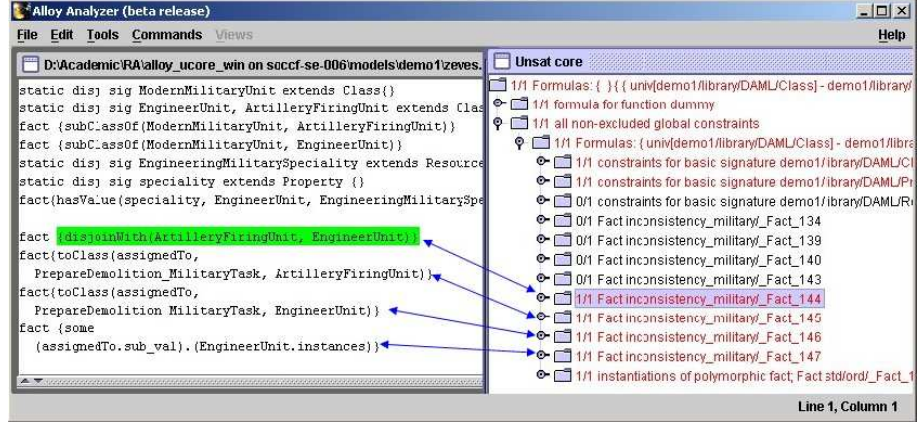 Alloy Analyzer (beta release)
File Edit Tools Commands Views Help
D:\Academic\RA\alloy_ucore_win on soccf-se-006\models\demo1\zeves.
static disj sig ModernMilitaryUnit extends Class{}
static disj sig EngineerUnit, ArtilleryFiringUnit extends Clas
fact {subClassOf(ModernMilitaryUnit, ArtilleryFiringUnit)}
fact {subClassOf(ModernMilitaryUnit, EngineerUnit)}
static disj sig EngineeringMilitarySpeciality extends Resource
static disj sig speciality extends Property {}
fact{hasValue(speciality, EngineerUnit, EngineeringMilitarySpe
fact {disjoinWith(ArtilleryFiringUnit, EngineerUnit)}
fact{toClass(assignedTo,
PrepareDemolition_MilitaryTask, ArtilleryFiringUnit)}
fact{toClass(assignedTo,
PrepareDemolition MilitaryTask, EngineerUnit)}
fact {some
(assignedTo.sub_val).(EngineerUnit.instances)}
Unsat core
1/1 Formulas: { }{ { univ[demo1/library/DAML/Class] - demo1/library/
1/1 formula for function dummy
1/1 all non-excluded global constraints
1/1 Formulas: { univ[demo1/library/DAML/Class] - demo1/libra
1/1 constraints for basic signature demo1/library/DAML/Cl
1/1 constraints for basic signature demo1/library/DAML/Pr
0/1 constraints for basic signature demo1/library/DAML/Re
0/1 Fact inconsistency_military/_Fact_134
0/1 Fact inconsistency_military/_Fact_139
0/1 Fact inconsistency_military/_Fact_140
0/1 Fact inconsistency_military/_Fact_143
1/1 Fact inconsistency_military/_Fact_144
1/1 Fact inconsistency_military/_Fact_145
1/1 Fact inconsistency_military/_Fact_146
1/1 Fact inconsistency_military/_Fact_147
1/1 instantiations of polymorphic fact; Fact std/ord/_Fact_1
Line 1, Column 1